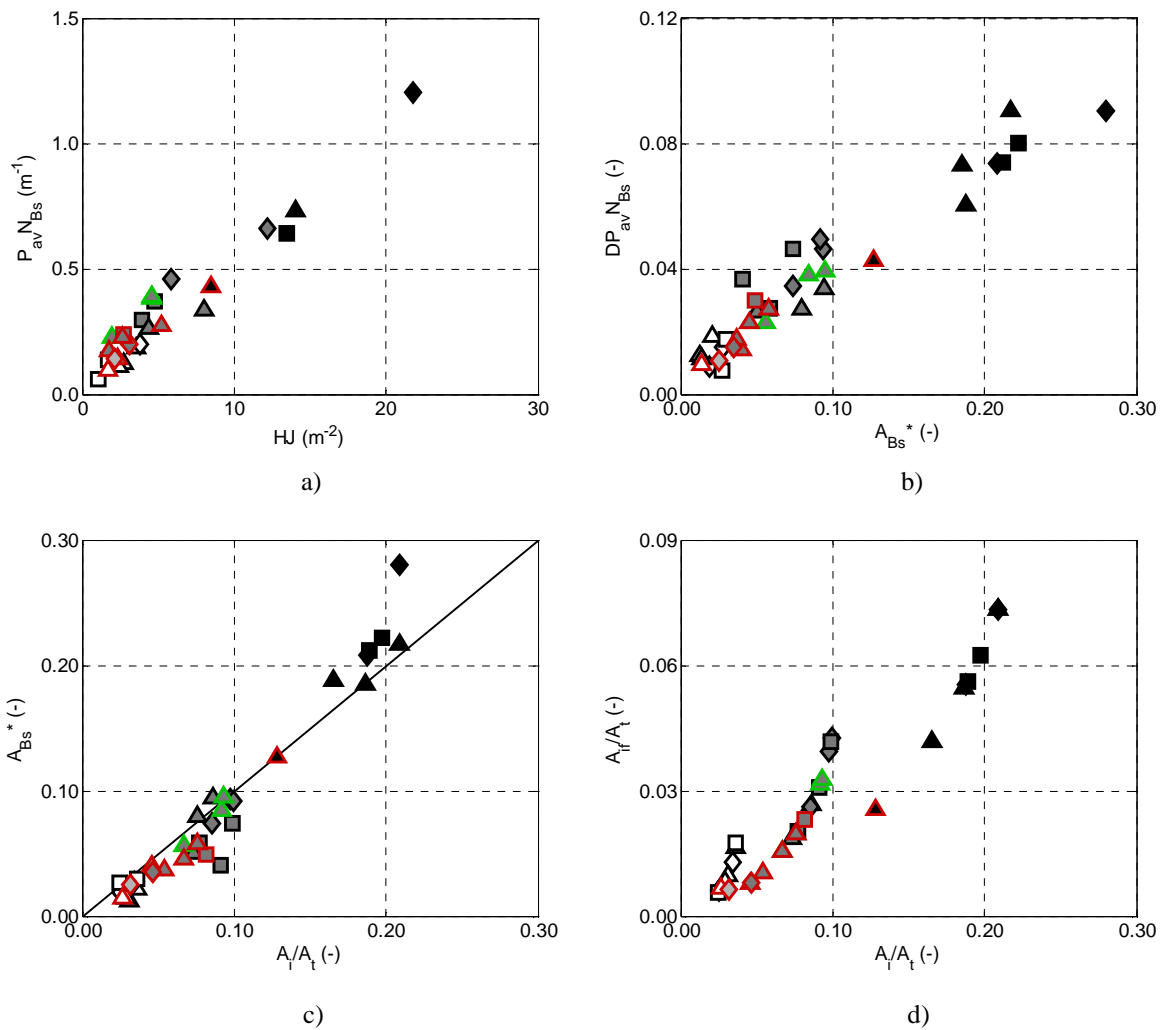 1.5
1.0
0.5
0.0
P_av N_Bs (m^-1)
0
10
20
30
HJ (m^-2)
a)
0.12
0.08
0.04
0.00
DP_av N_Bs (-)
0.00
0.10
0.20
0.30
A_Bs* (-)
b)
0.30
0.20
0.10
0.00
A_Bs* (-)
0.00
0.10
0.20
0.30
A_i/A_t (-)
c)
0.09
0.06
0.03
0.00
A_if/A_t (-)
0.00
0.10
0.20
0.30
A_i/A_t (-)
d)